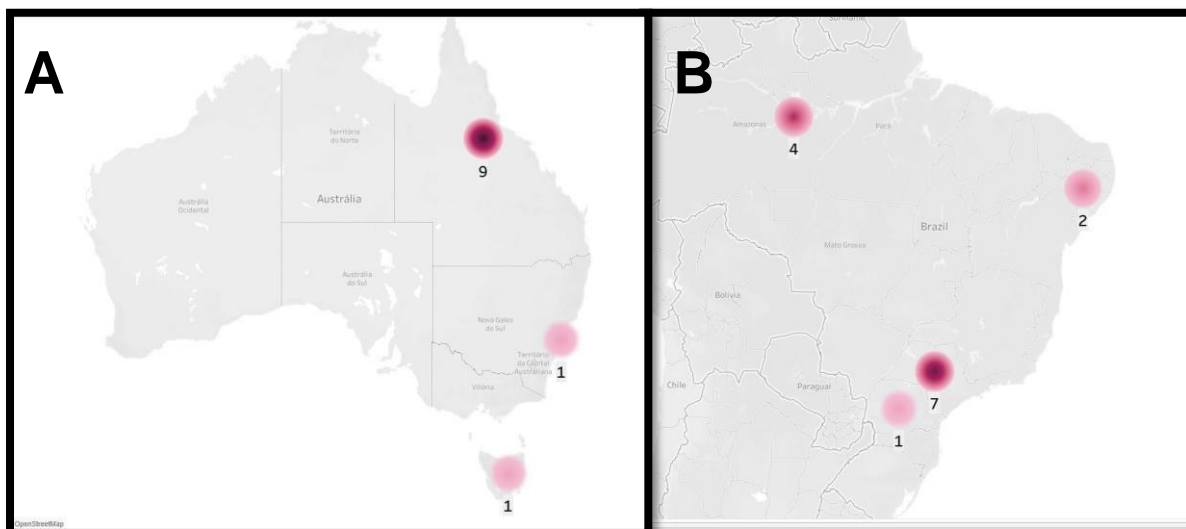 A
Território
do Norte
Austrália
Ocidental
Austrália
9
Austrália
do Sul
Nova Gales
do Sul
Território
da Capital
Australiana
1
Vitória
1
OpenStreetMap
B
Suriname
Amazonas
Pará
4
2
Brazil
Mato Grosso
Bolivia
Chile
Paraguai
7
1